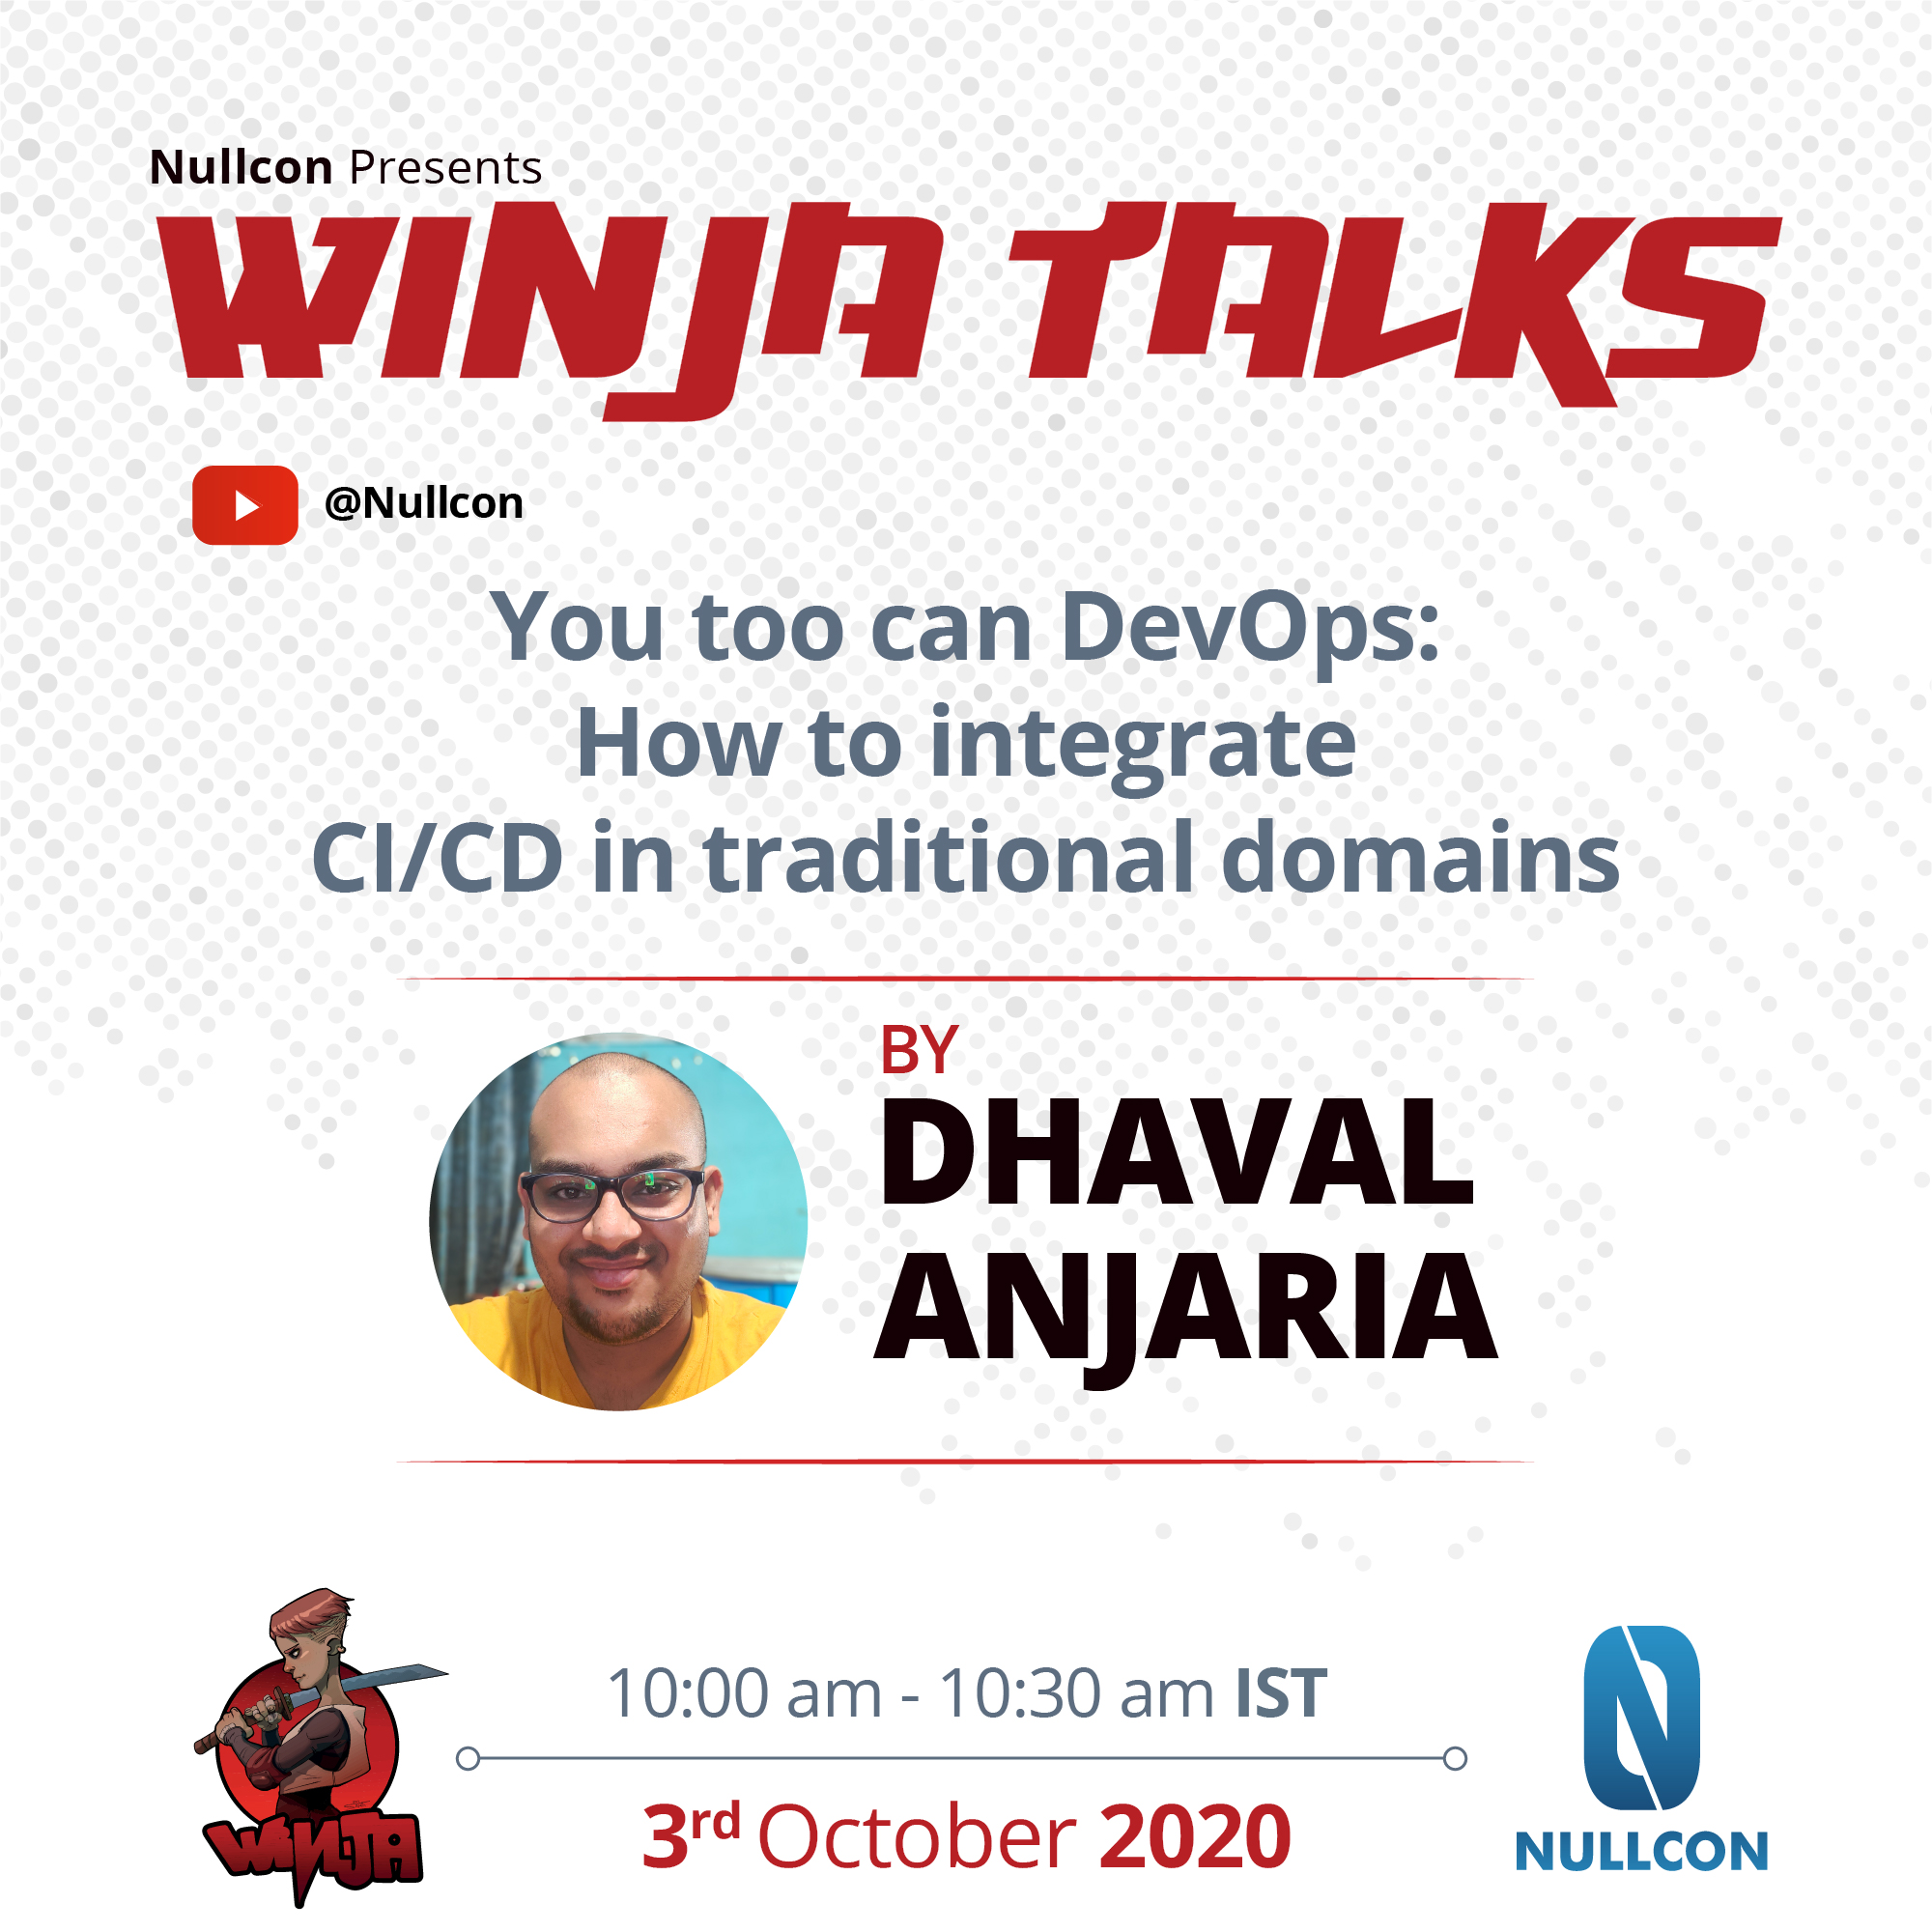 Nullcon Presents
WINJA TALKS
@Nullcon
You too can DevOps:
How to integrate
CI/CD in traditional domains
BY
DHAVAL
ANJARIA
10:00 am - 10:30 am IST
3rd October 2020
WINJA
NULLCON